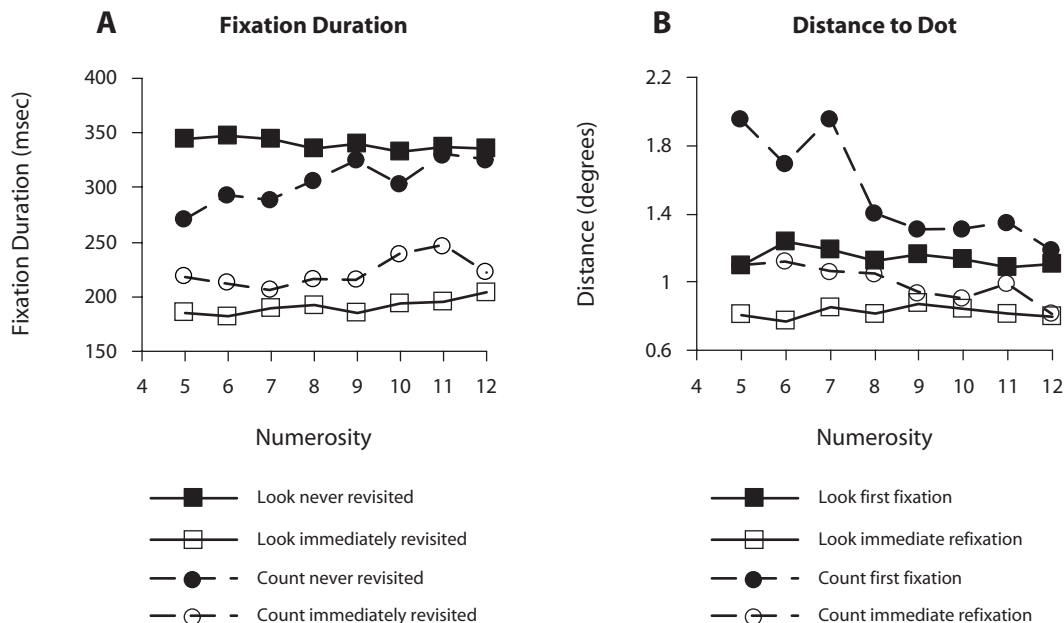 A Fixation Duration
Fixation Duration (msec)
400
350
300
250
200
150
4 5 6 7 8 9 10 11 12
Numerosity
Look never revisited
Look immediately revisited
Count never revisited
Count immediately revisited
B Distance to Dot
Distance (degrees)
2.2
1.8
1.4
1
0.6
4 5 6 7 8 9 10 11 12
Numerosity
Look first fixation
Look immediate refixation
Count first fixation
Count immediate refixation